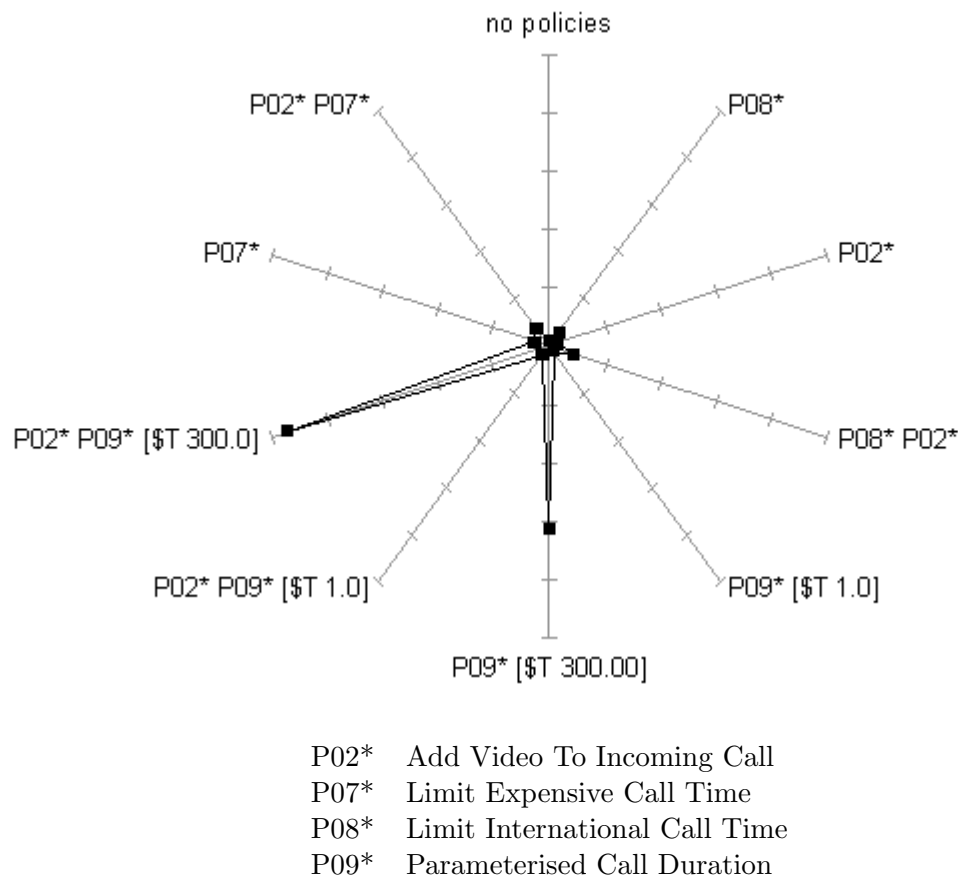 no policies
P02* P07*
P08*
P07*
P02*
P02* P09* [$T 300.0]
P08* P02*
P02* P09* [$T 1.0]
P09* [$T 1.0]
P09* [$T 300.00]
P02* Add Video To Incoming Call
P07* Limit Expensive Call Time
P08* Limit International Call Time
P09* Parameterised Call Duration